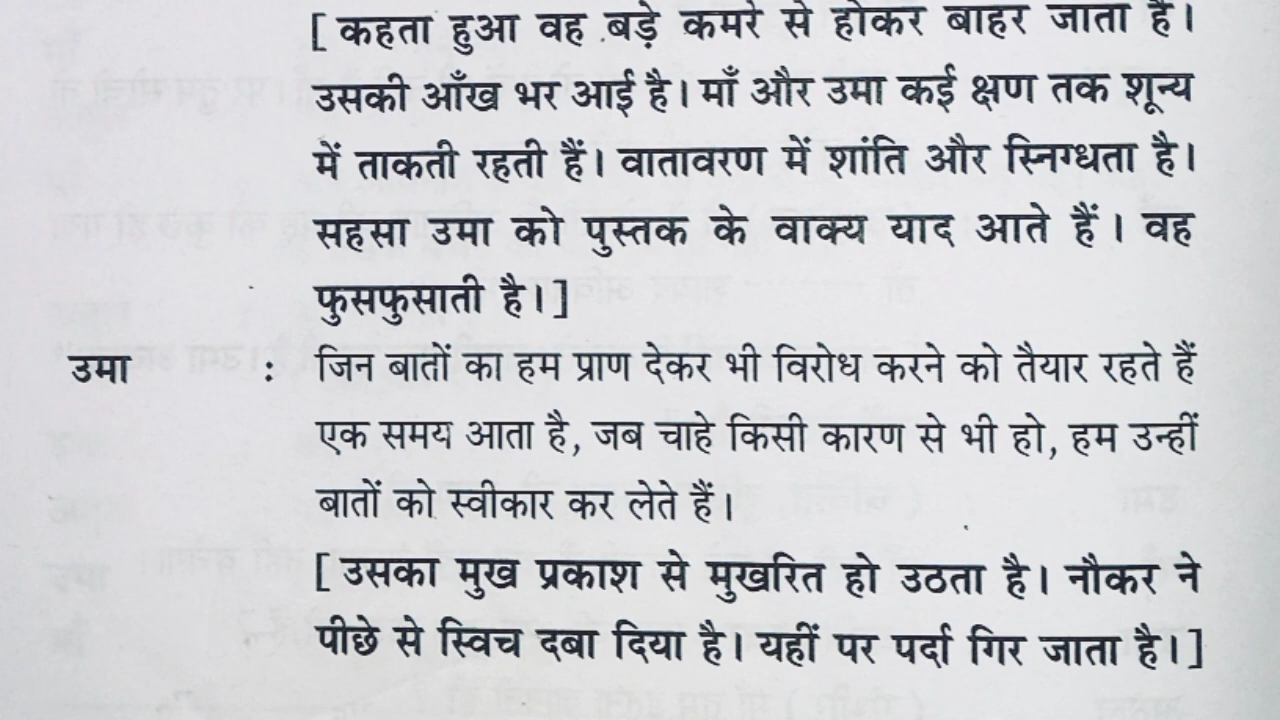 [ कहता हुआ वह बड़े कमरे से होकर बाहर जाता है।
उसकी आँख भर आई है। माँ और उमा कई क्षण तक शून्य
में ताकती रहती हैं। वातावरण में शांति और स्निग्धता है।
सहसा उमा को पुस्तक के वाक्य याद आते हैं। वह
फुसफुसाती है। ]
उमा : जिन बातों का हम प्राण देकर भी विरोध करने को तैयार रहते हैं
एक समय आता है, जब चाहे किसी कारण से भी हो, हम उन्हीं
बातों को स्वीकार कर लेते हैं।
[ उसका मुख प्रकाश से मुखरित हो उठता है। नौकर ने
पीछे से स्विच दबा दिया है। यहीं पर पर्दा गिर जाता है। ]